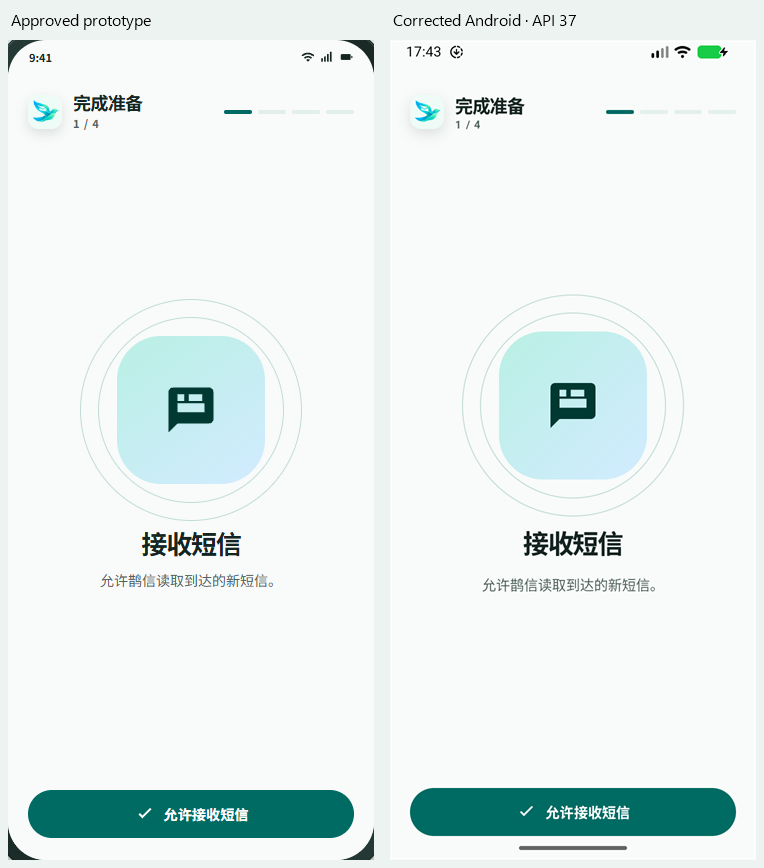 Approved prototype
9:41
完成准备
1 / 4
接收短信
允许鹊信读取到达的新短信。
允许接收短信
Corrected Android · API 37
17:43
完成准备
1 / 4
接收短信
允许鹊信读取到达的新短信。
允许接收短信